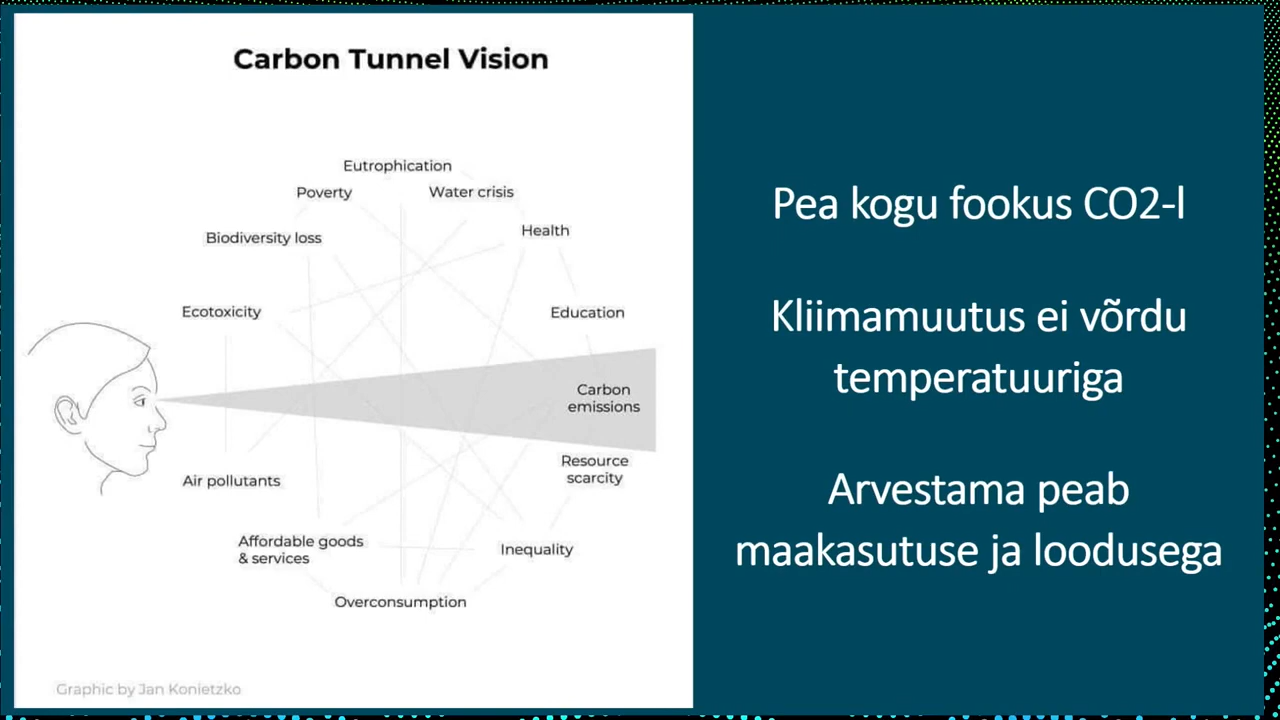 Carbon Tunnel Vision
Eutrophication
Poverty
Water crisis
Health
Biodiversity loss
Ecotoxicity
Education
Carbon
emissions
Resource
scarcity
Air pollutants
Affordable goods
& services
Inequality
Overconsumption
Graphic by Jan Konietzko
Pea kogu fookus CO2-l
Kliimamuutus ei võrdu
temperatuuriga
Arvestama peab
maakasutuse ja loodusega